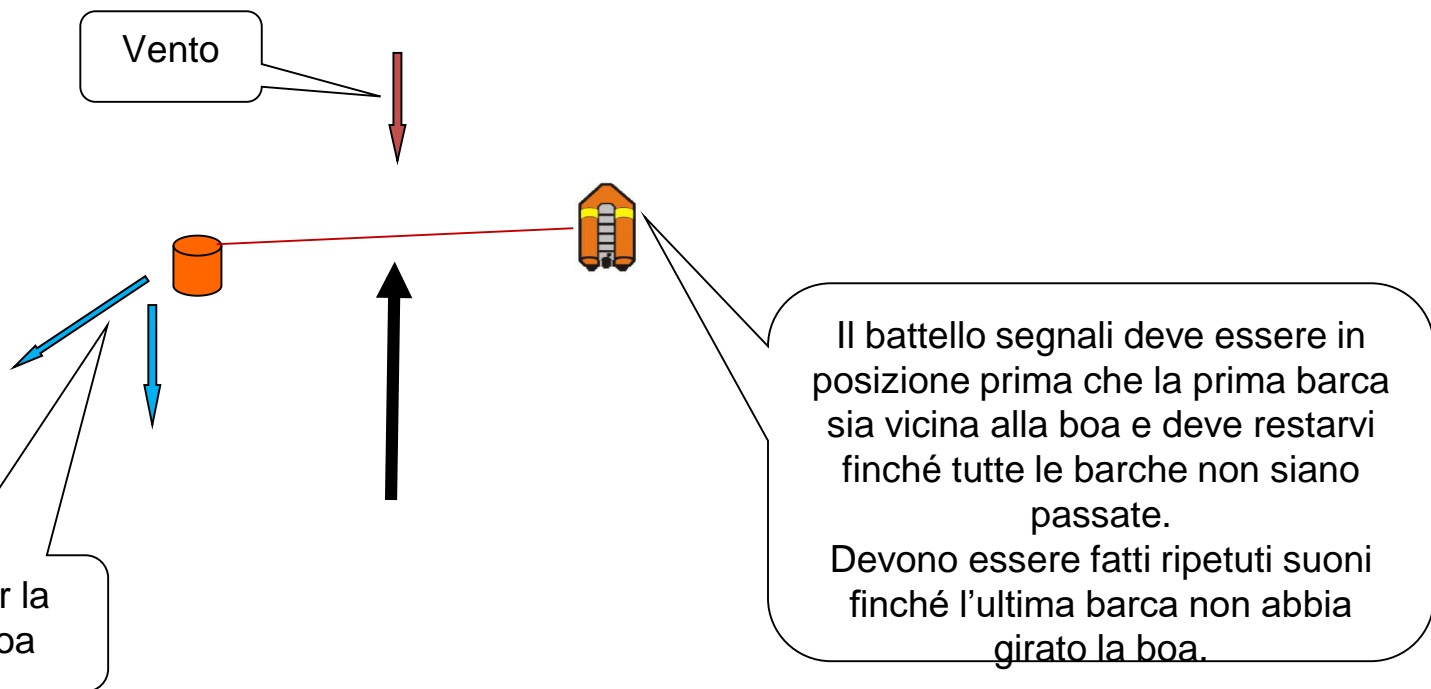 Vento
Il battello segnali deve essere in
posizione prima che la prima barca
sia vicina alla boa e deve restarvi
finché tutte le barche non siano
passate.
Devono essere fatti ripetuti suoni
finché l’ultima barca non abbia
girato la boa.
la